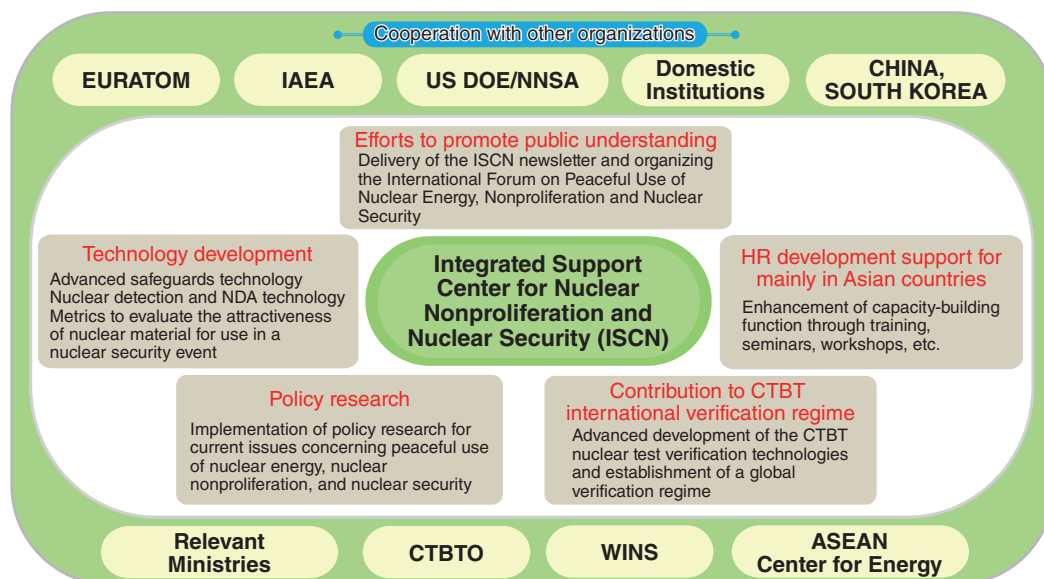 Cooperation with other organizations
EURATOM
IAEA
US DOE/NNSA
Domestic
Institutions
CHINA,
SOUTH KOREA
Efforts to promote public understanding
Delivery of the ISCN newsletter and organizing
the International Forum on Peaceful Use of
Nuclear Energy, Nonproliferation and Nuclear
Security
Technology development
Advanced safeguards technology
Nuclear detection and NDA technology
Metrics to evaluate the attractiveness
of nuclear material for use in a
nuclear security event
Integrated Support
Center for Nuclear
Nonproliferation and
Nuclear Security (ISCN)
HR development support for
mainly in Asian countries
Enhancement of capacity-building
function through training,
seminars, workshops, etc.
Policy research
Implementation of policy research for
current issues concerning peaceful use
of nuclear energy, nuclear
nonproliferation, and nuclear security
Contribution to CTBT
international verification regime
Advanced development of the CTBT
nuclear test verification technologies
and establishment of a global
verification regime
Relevant
Ministries
CTBTO
WINS
ASEAN
Center for Energy